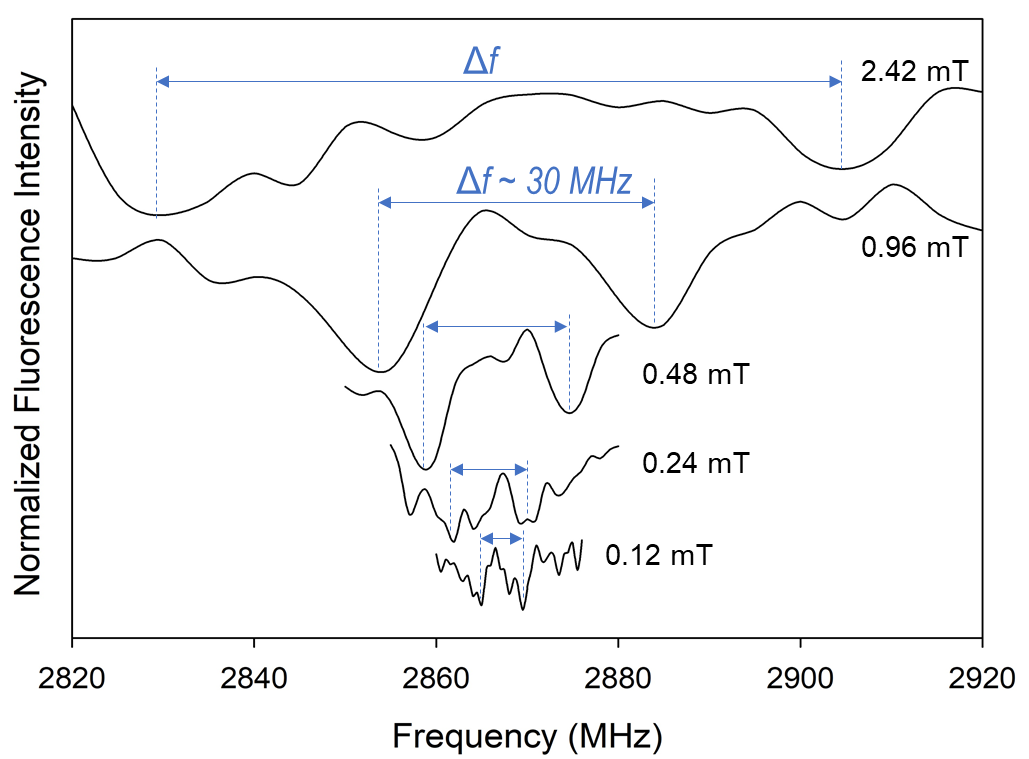 Δf
2.42 mT
Δf ~ 30 MHz
0.96 mT
0.48 mT
0.24 mT
0.12 mT
Normalized Fluorescence Intensity
2820 2840 2860 2880 2900 2920
Frequency (MHz)